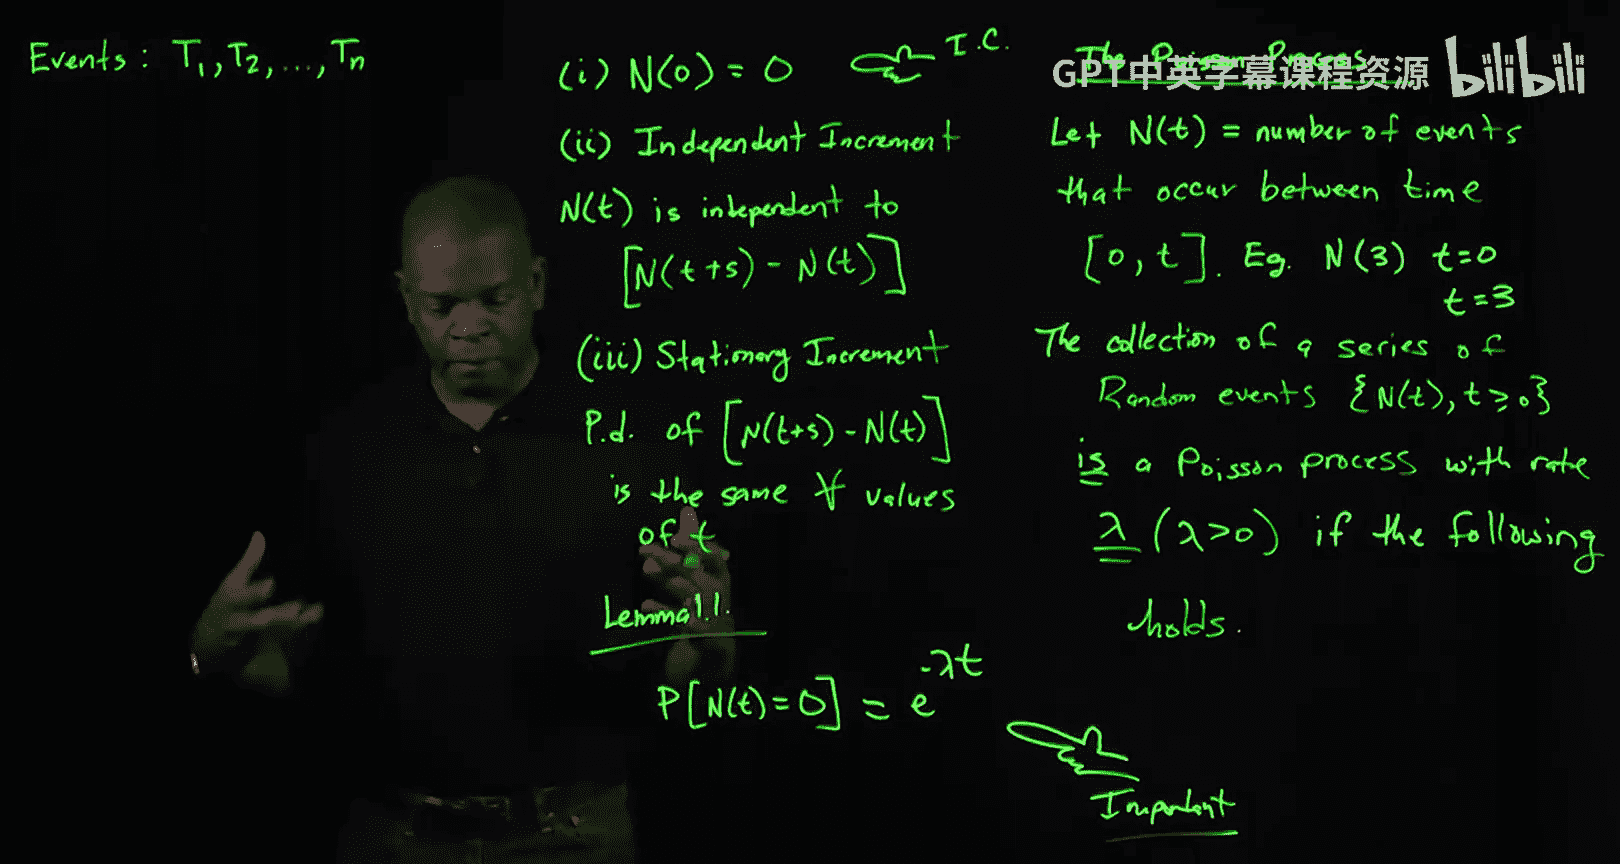 Events: T₁, T₂, ..., Tn
(i) N(0) = 0
I.C.
(ii) Independent Increment
N(t) is independent to
[N(t+s) - N(t)]
(iii) Stationary Increment
P.d. of [N(t+s) - N(t)]
is the same ∀ values
of t
Lemma 1.1.
P[N(t)=0] = e^{-λt}
Important
The Poisson Process
GPT中英字幕课程资源 bilibili
Let N(t) = number of events
that occur between time
[0, t]. Eg. N(3) t=0
t=3
The collection of a series of
Random events {N(t), t≥0}
is a Poisson process with rate
λ (λ>0) if the following
holds.